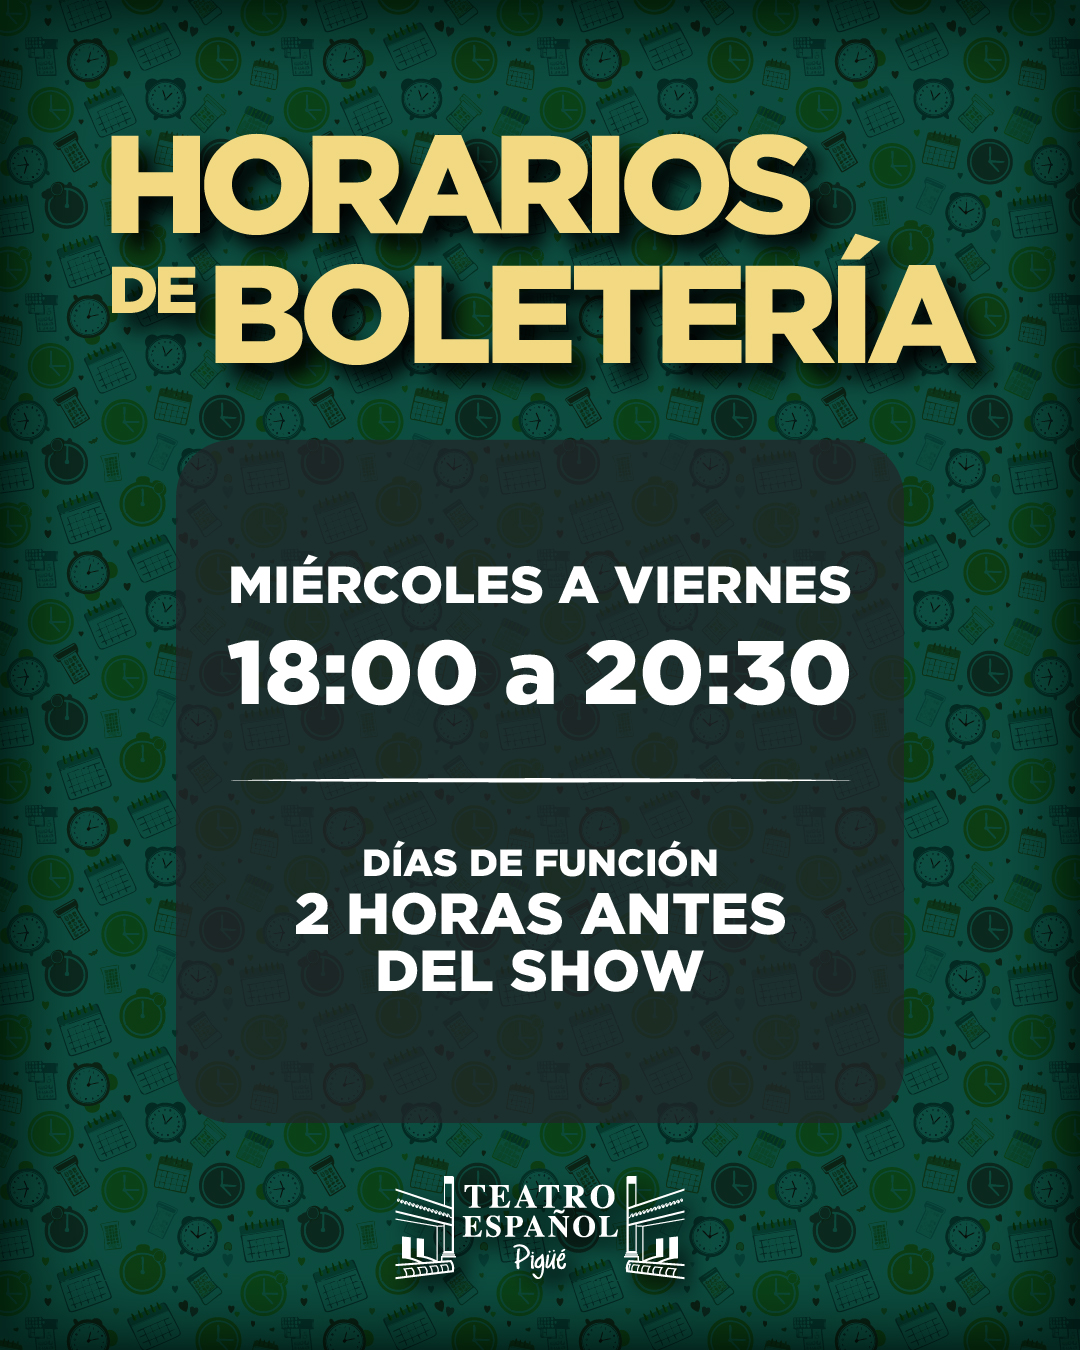 HORARIOS
DE BOLETERÍA
MIÉRCOLES A VIERNES
18:00 a 20:30
DÍAS DE FUNCIÓN
2 HORAS ANTES
DEL SHOW
TEATRO
ESPAÑOL
Pigüé